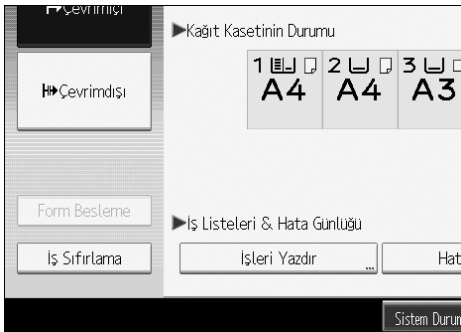 Çevrimiçi
▶Kağıt Kasetinin Durumu
1 2 3
A4 A4 A3
Çevrimdışı
Form Besleme
▶İş Listeleri & Hata Günlüğü
İş Sıfırlama
İşleri Yazdır ...
Hat
Sistem Durum